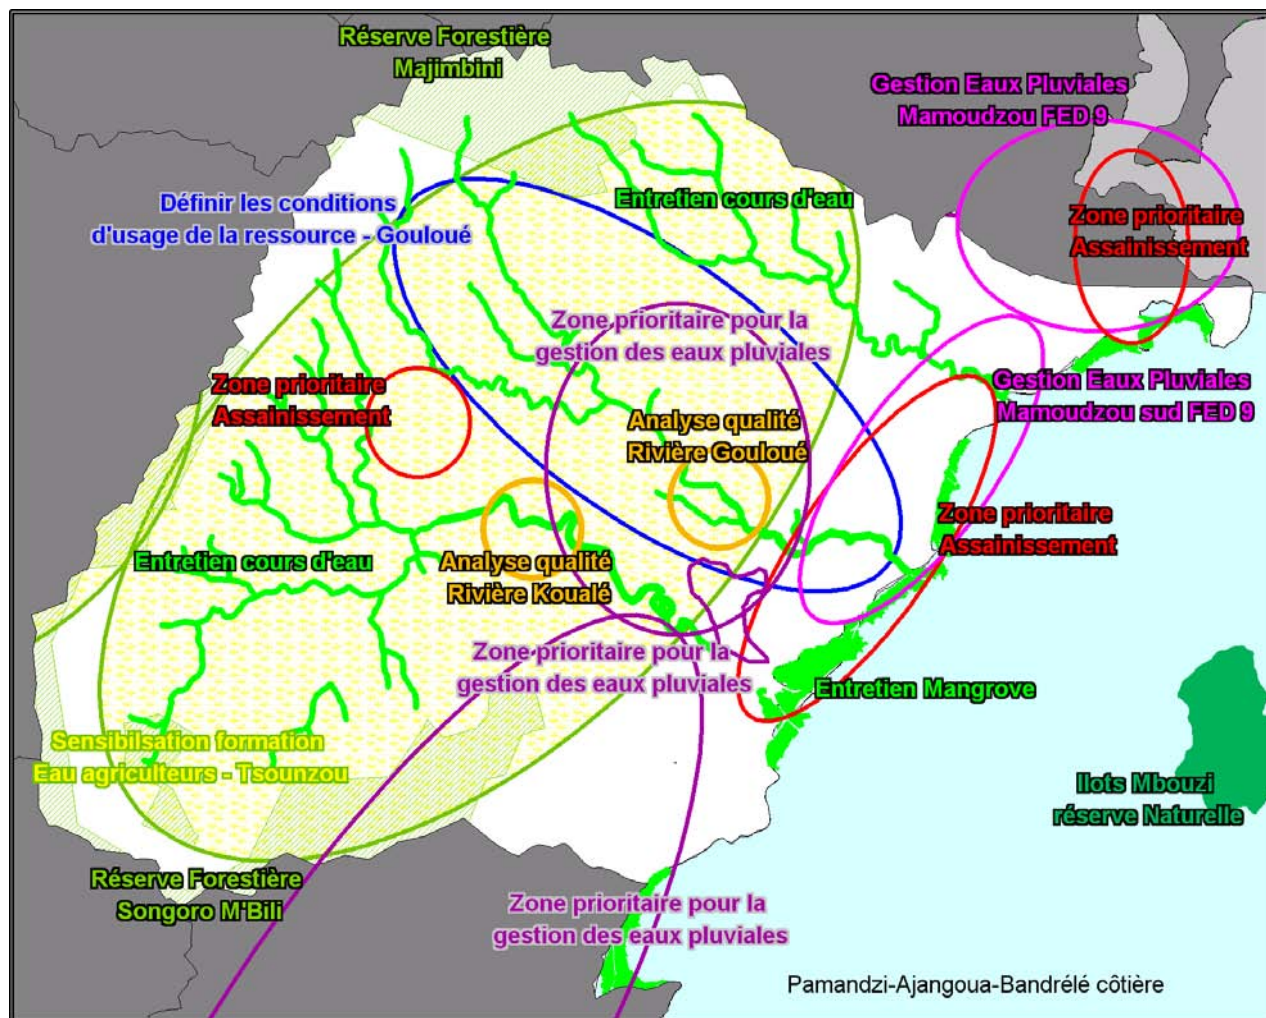 Réserve Forestière
Majimbini
Gestion Eaux Pluviales
Mamoudzou FED 9
Définir les conditions
d'usage de la ressource - Gouloué
Entretien cours d'eau
Zone prioritaire
Assainissement
Zone prioritaire pour la
gestion des eaux pluviales
Zone prioritaire
Assainissement
Gestion Eaux Pluviales
Mamoudzou sud FED 9
Analyse qualité
Rivière Gouloué
Zone prioritaire
Assainissement
Entretien cours d'eau
Analyse qualité
Rivière Koualé
Zone prioritaire pour la
gestion des eaux pluviales
Entretien Mangrove
Sensibilsation formation
Eau agriculteurs - Tsounzou
Ilots Mbouzi
réserve Naturelle
Réserve Forestière
Songoro M'Bili
Zone prioritaire pour la
gestion des eaux pluviales
Pamandzi-Ajangoua-Bandrélé côtière